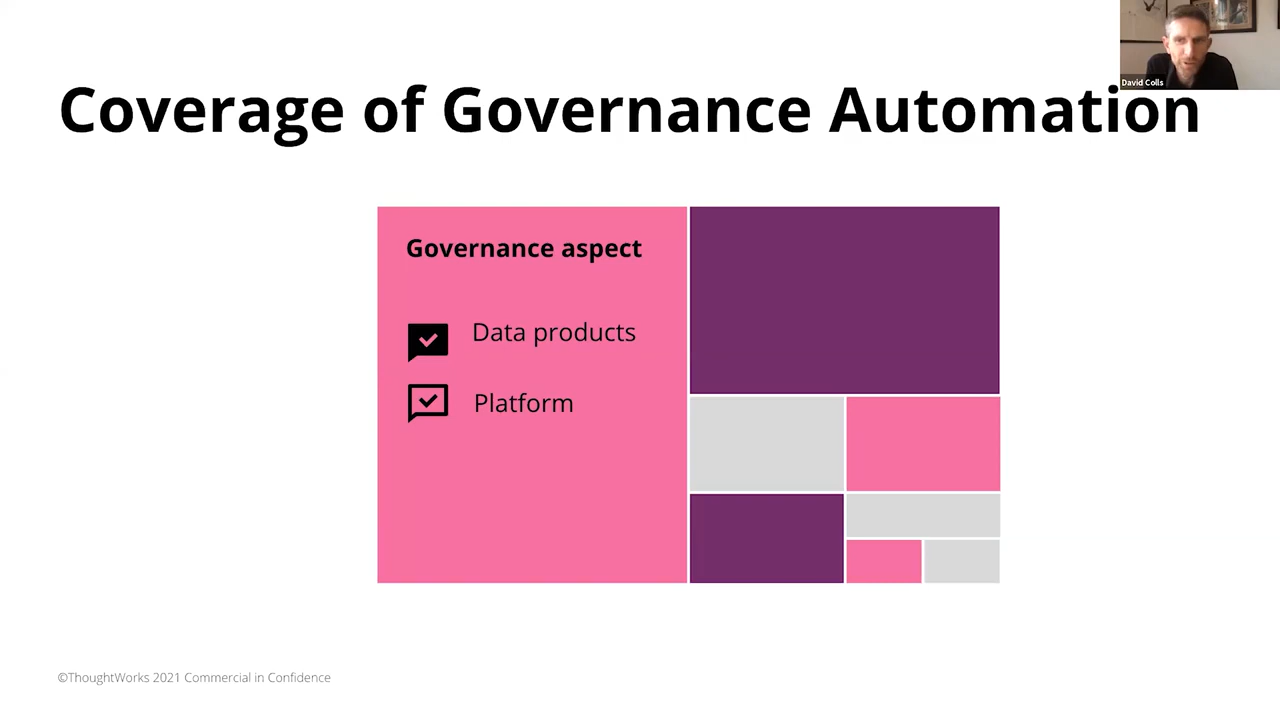 David Colls
Coverage of Governance Automation
Governance aspect
Data products
Platform
©ThoughtWorks 2021 Commercial in Confidence